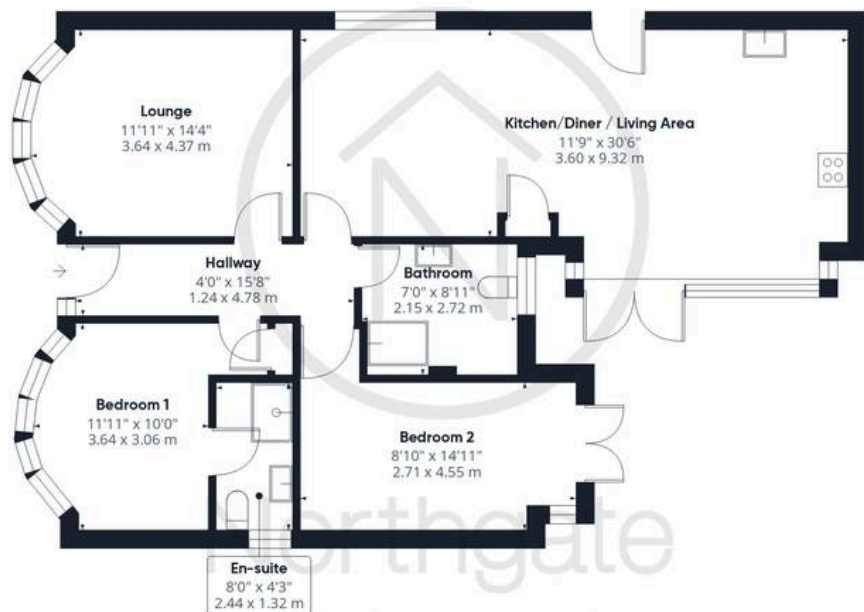 Lounge
11'11" x 14'4"
3.64 x 4.37 m
Kitchen/Diner / Living Area
11'9" x 30'6"
3.60 x 9.32 m
Hallway
4'0" x 15'8"
1.24 x 4.78 m
Bathroom
7'0" x 8'11"
2.15 x 2.72 m
Bedroom 1
11'11" x 10'0"
3.64 x 3.06 m
Bedroom 2
8'10" x 14'11"
2.71 x 4.55 m
Northgate
En-suite
8'0" x 4'3"
2.44 x 1.32 m